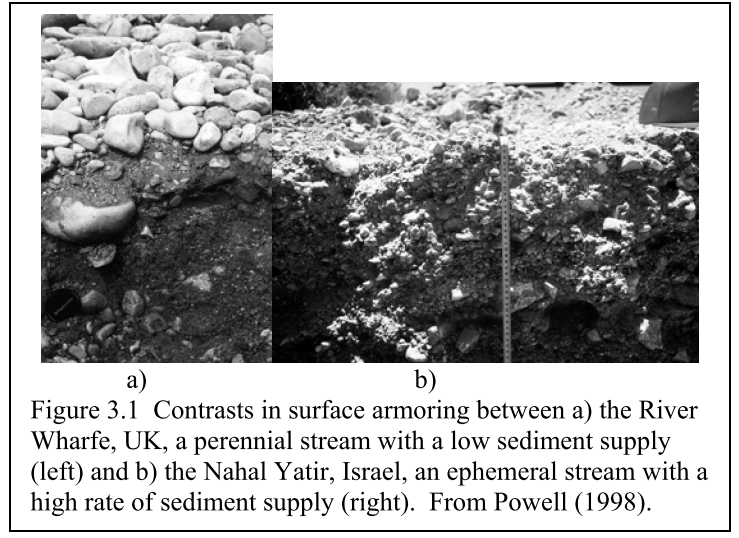 a)
b)
Figure 3.1 Contrasts in surface armoring between a) the River
Wharfe, UK, a perennial stream with a low sediment supply
(left) and b) the Nahal Yatir, Israel, an ephemeral stream with a
high rate of sediment supply (right). From Powell (1998).